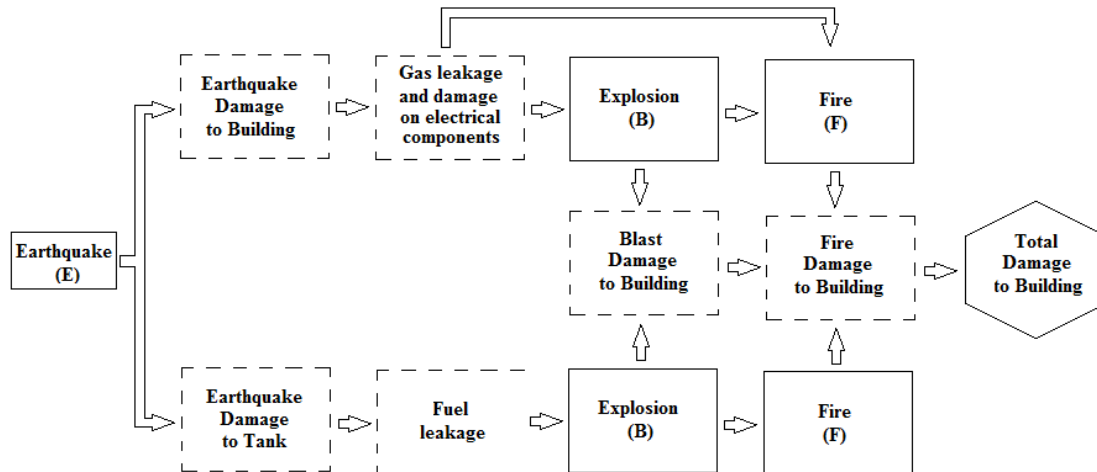 Earthquake
Damage
to Building
Gas leakage
and damage
on electrical
components
Explosion
(B)
Fire
(F)
Earthquake
(E)
Blast
Damage
to Building
Fire
Damage
to Building
Total
Damage
to Building
Earthquake
Damage
to Tank
Fuel
leakage
Explosion
(B)
Fire
(F)